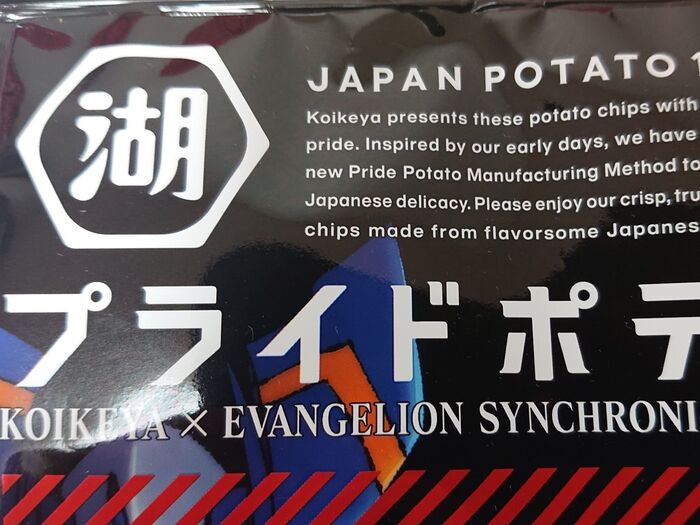 湖
JAPAN POTATO
Koikeya presents these potato chips with
pride. Inspired by our early days, we have
new Pride Potato Manufacturing Method to
Japanese delicacy. Please enjoy our crisp,
chips made from flavorsome
プライドポテ
KOIKEYA × EVANGELION